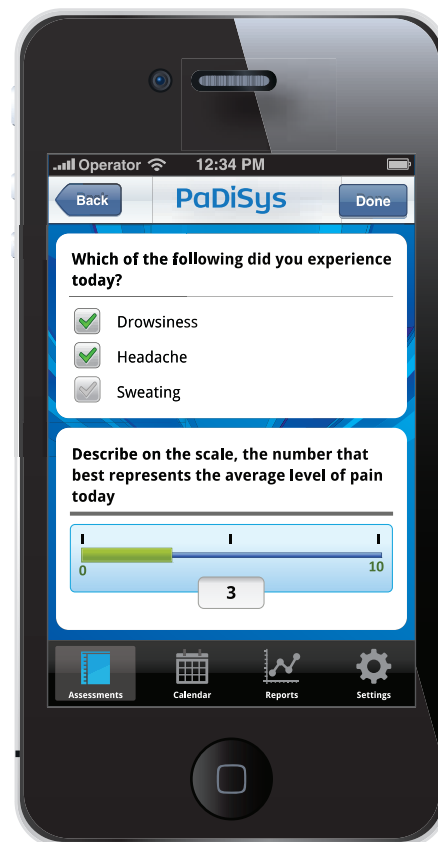 Operator 12:34 PM
Back PaDiSys Done
Which of the following did you experience
today?
Drowsiness
Headache
Sweating
Describe on the scale, the number that
best represents the average level of pain
today
0 10
3
Assessments Calendar Reports Settings